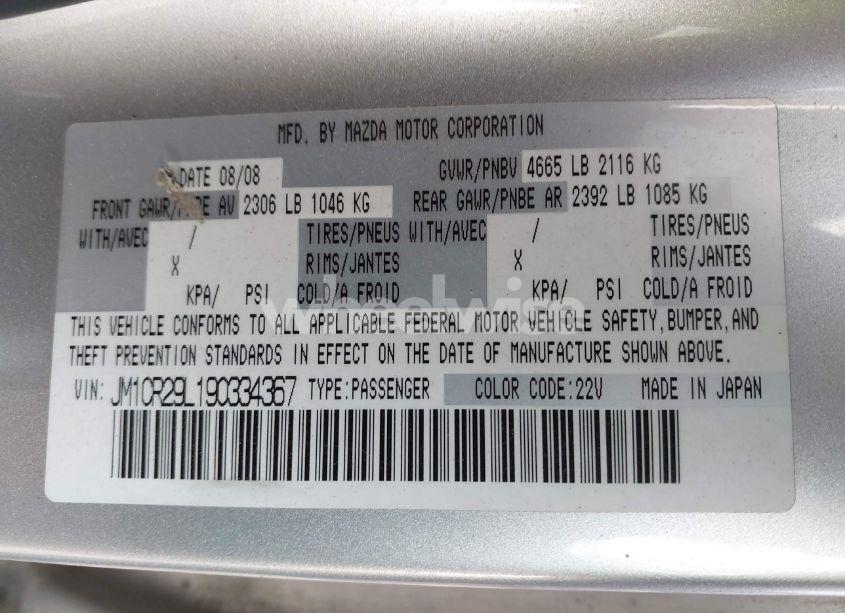 MFD. BY MAZDA MOTOR CORPORATION
DATE 08/08 GVWR/PNBV 4665 LB 2116 KG
FRONT GAWR/PNBE AV 2306 LB 1046 KG REAR GAWR/PNBE AR 2392 LB 1085 KG
WITH/AVEC / TIRES/PNEUS WITH/AVEC / TIRES/PNEUS
X RIMS/JANTES X RIMS/JANTES
KPA/ PSI COLD/A FROID KPA/ PSI COLD/A FROID
wheelwise
THIS VEHICLE CONFORMS TO ALL APPLICABLE FEDERAL MOTOR VEHICLE SAFETY, BUMPER, AND
THEFT PREVENTION STANDARDS IN EFFECT ON THE DATE OF MANUFACTURE SHOWN ABOVE.
VIN: JM1CR29L190334367 TYPE:PASSENGER COLOR CODE:22V MADE IN JAPAN